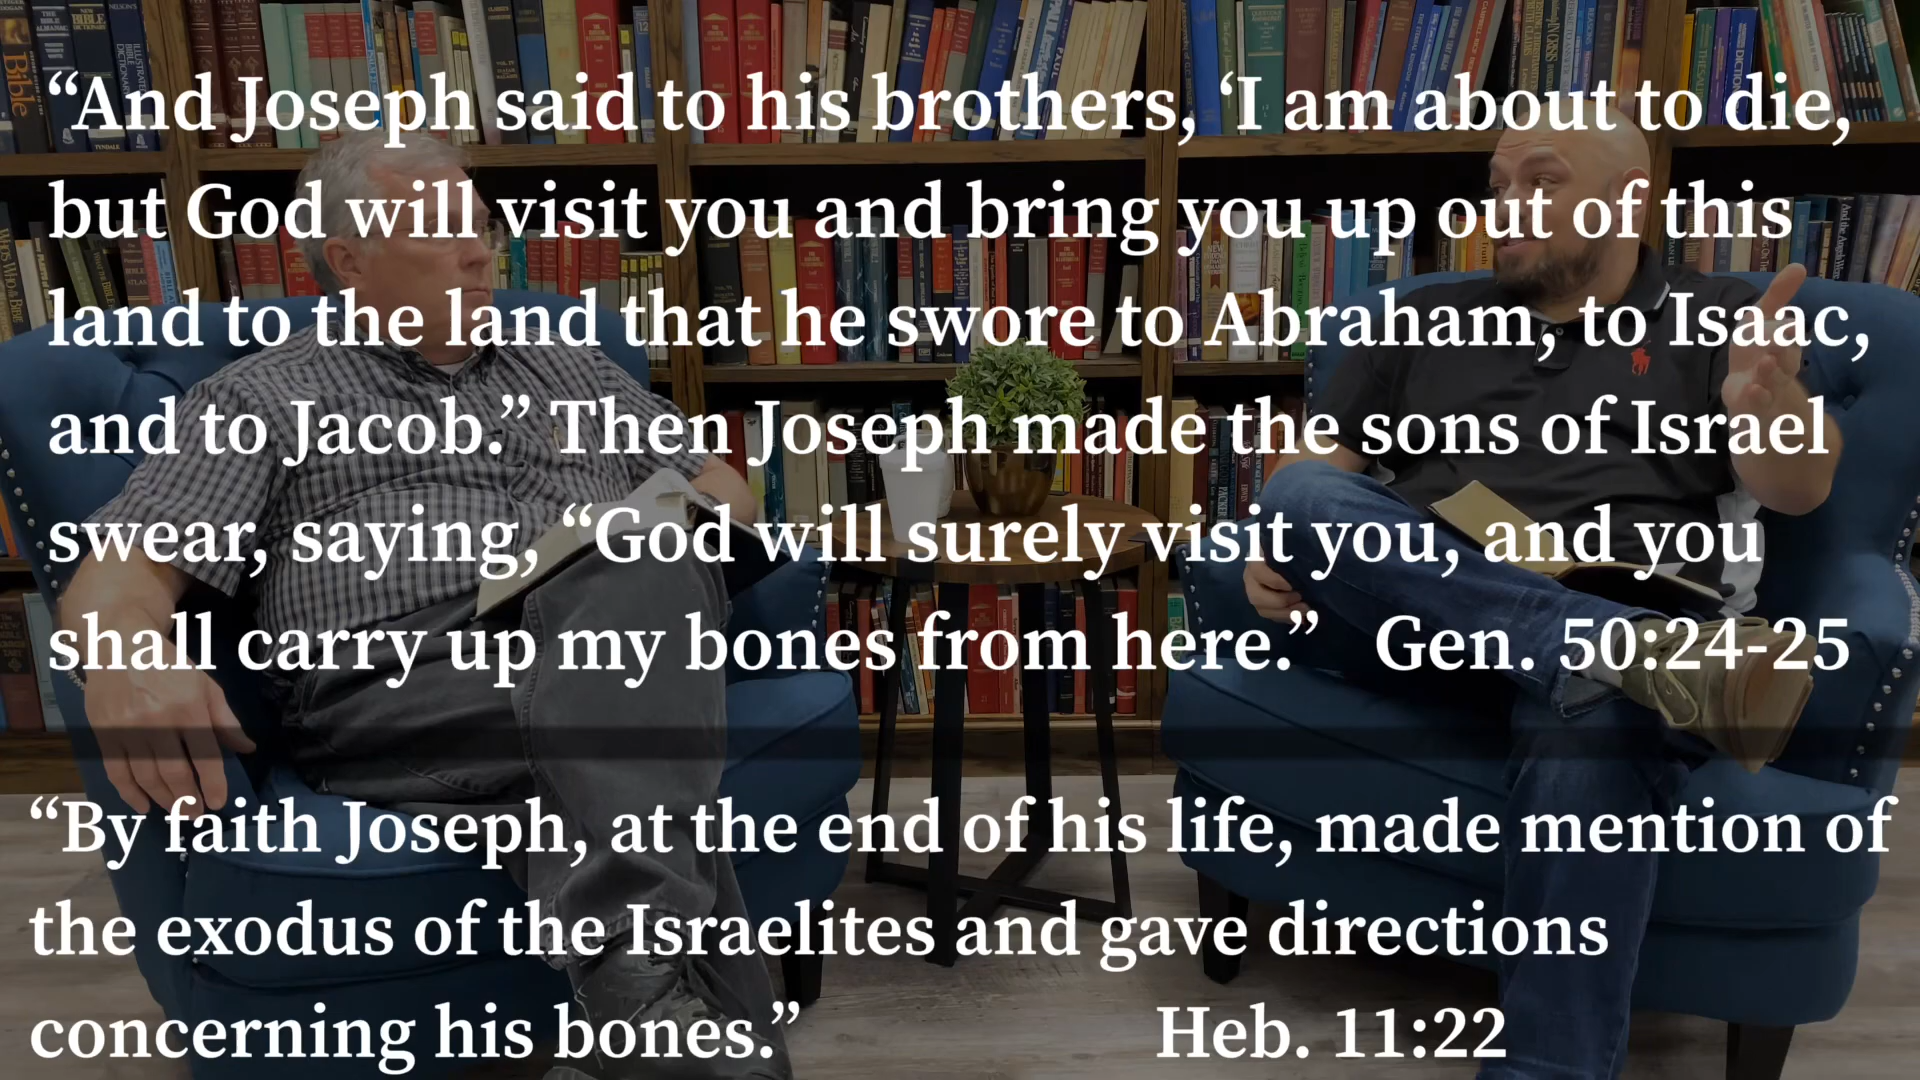 “And Joseph said to his brothers, ‘I am about to die,
but God will visit you and bring you up out of this
land to the land that he swore to Abraham, to Isaac,
and to Jacob.” Then Joseph made the sons of Israel
swear, saying, “God will surely visit you, and you
shall carry up my bones from here.” Gen. 50:24-25
“By faith Joseph, at the end of his life, made mention of
the exodus of the Israelites and gave directions
concerning his bones.” Heb. 11:22
Bible
TYNDALE